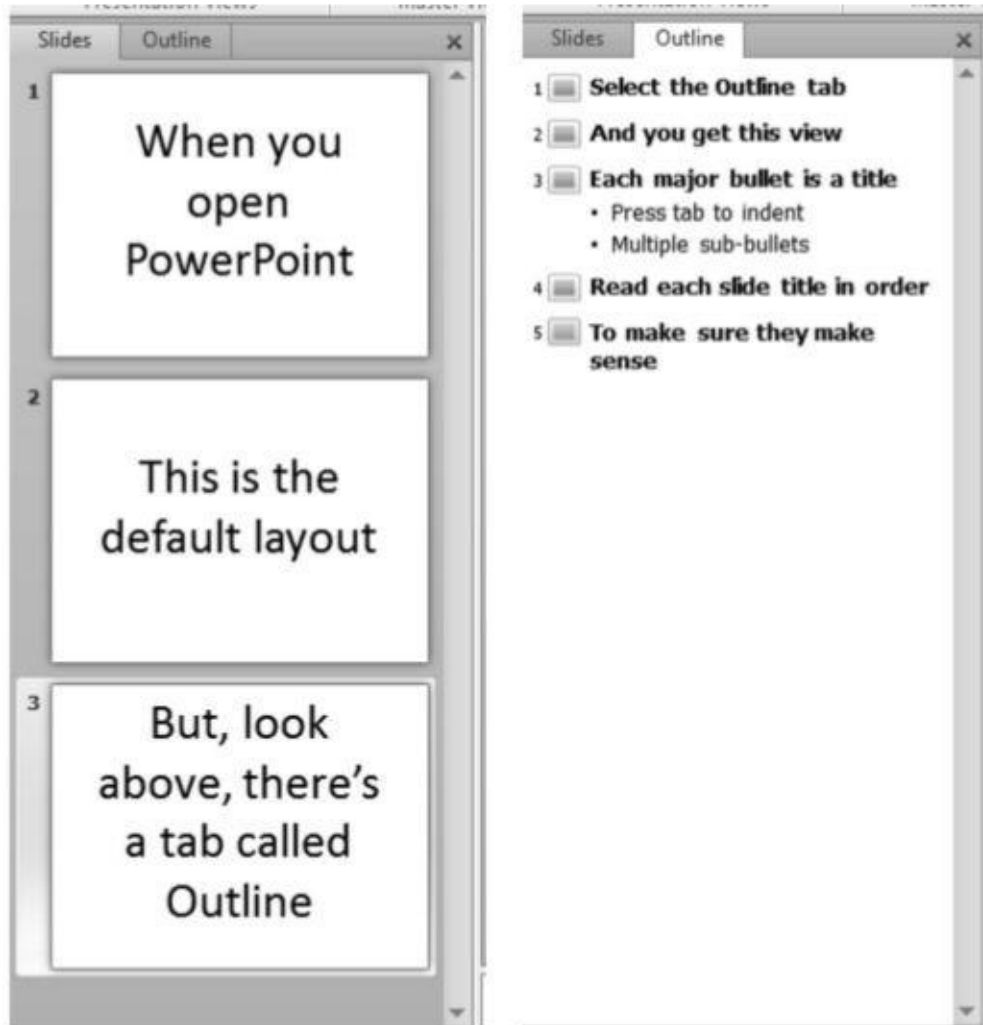 Slides Outline
1
When you
open
PowerPoint
2
This is the
default layout
3
But, look
above, there's
a tab called
Outline
Slides Outline
1 Select the Outline tab
2 And you get this view
3 Each major bullet is a title
• Press tab to indent
• Multiple sub-bullets
4 Read each slide title in order
5 To make sure they make
sense